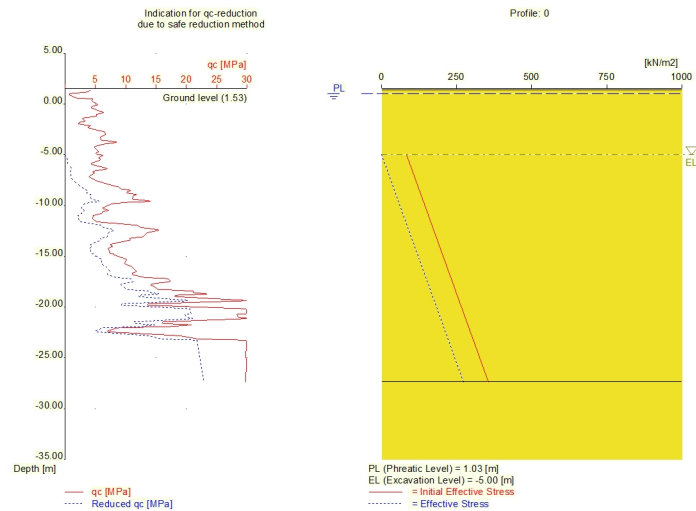 Indication for qc-reduction
due to safe reduction method
Profile: 0
5.00
qc [MPa]
5 10 15 20 25 30
Ground level (1.53)
0.00
-5.00
-10.00
-15.00
-20.00
-25.00
-30.00
-35.00
Depth [m]
qc [MPa]
Reduced qc [MPa]
[kN/m2]
0 250 500 750 1000
PL
EL
PL (Phreatic Level) = 1.03 [m]
EL (Excavation Level) = -5.00 [m]
= Initial Effective Stress
= Effective Stress